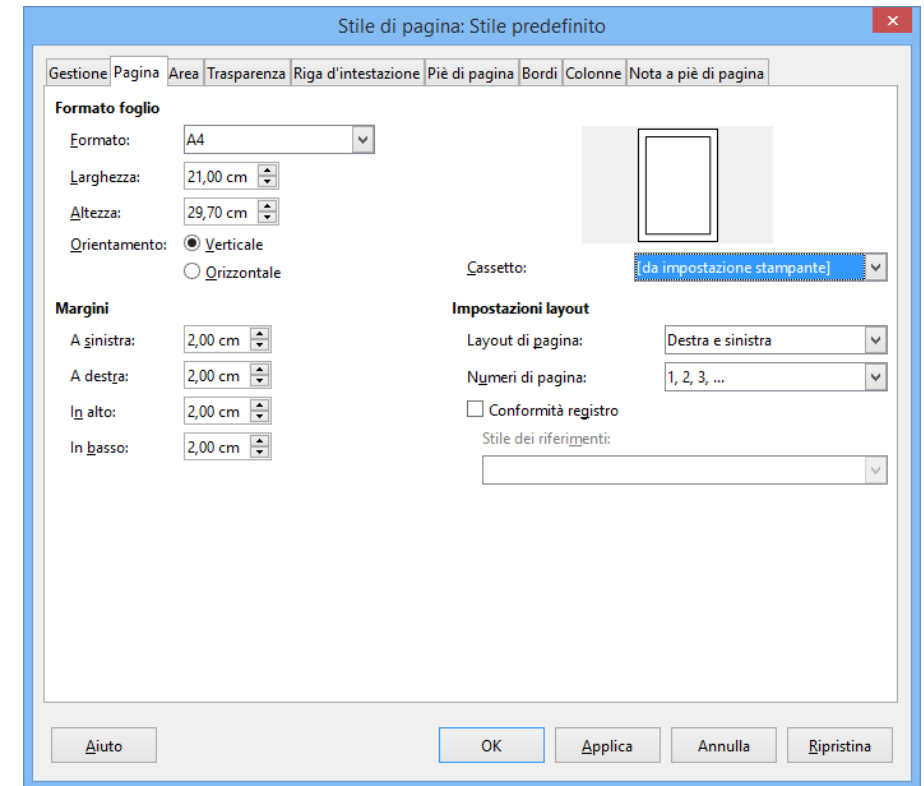 Stile di pagina: Stile predefinito
Gestione Pagina Area Trasparenza Riga d'intestazione Piè di pagina Bordi Colonne Nota a piè di pagina
Formato foglio
Formato: A4
Larghezza: 21,00 cm
Altezza: 29,70 cm
Orientamento: Verticale
Orizzontale
Cassetto: [da impostazione stampante]
Margini
A sinistra: 2,00 cm
A destra: 2,00 cm
In alto: 2,00 cm
In basso: 2,00 cm
Impostazioni layout
Layout di pagina: Destra e sinistra
Numeri di pagina: 1, 2, 3, ...
Conformità registro
Stile dei riferimenti:
Aiuto OK Applica Annulla Ripristina